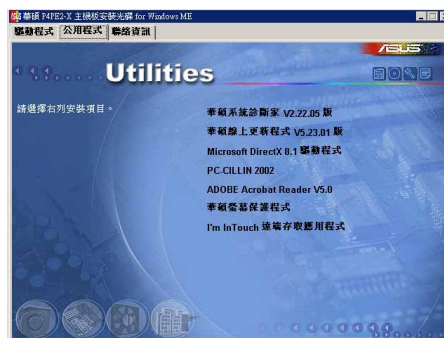 華碩 P4PE2-X 主機板安裝光碟 for Windows ME
驅動程式 公用程式 聯絡資訊
ASUS
Utilities
請選擇右列安裝項目。
華碩系統診斷家 V2.22.05 版
華碩線上更新程式 V5.23.01 版
Microsoft DirectX 8.1 驅動程式
PC-CILLIN 2002
ADOBE Acrobat Reader V5.0
華碩螢幕保護程式
I'm InTouch 遠端存取應用程式